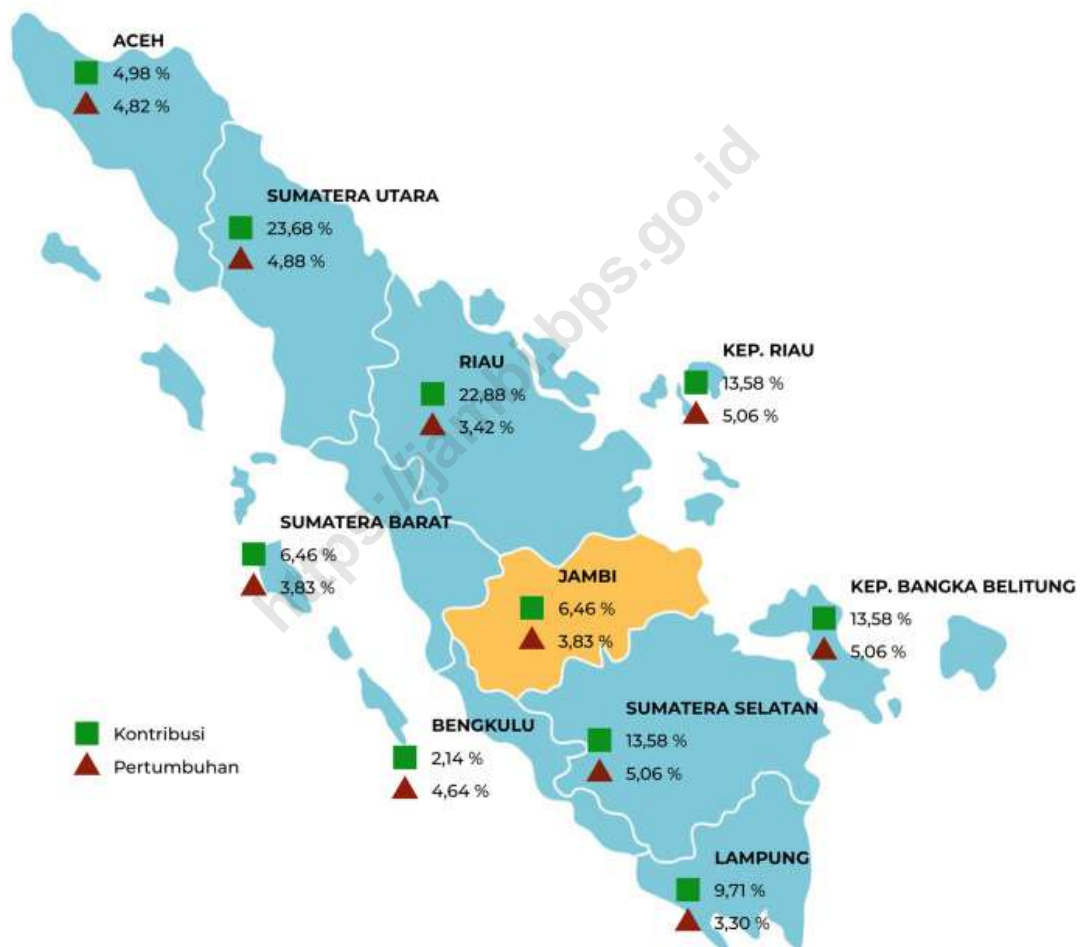 ACEH
4,98 %
4,82 %
SUMATERA UTARA
23,68 %
4,88 %
RIAU
22,88 %
3,42 %
KEP. RIAU
13,58 %
5,06 %
SUMATERA BARAT
6,46 %
3,83 %
JAMBI
6,46 %
3,83 %
KEP. BANGKA BELITUNG
13,58 %
5,06 %
BENGKULU
2,14 %
4,64 %
SUMATERA SELATAN
13,58 %
5,06 %
LAMPUNG
9,71 %
3,30 %
Kontribusi
Pertumbuhan
https://jambi.bps.go.id